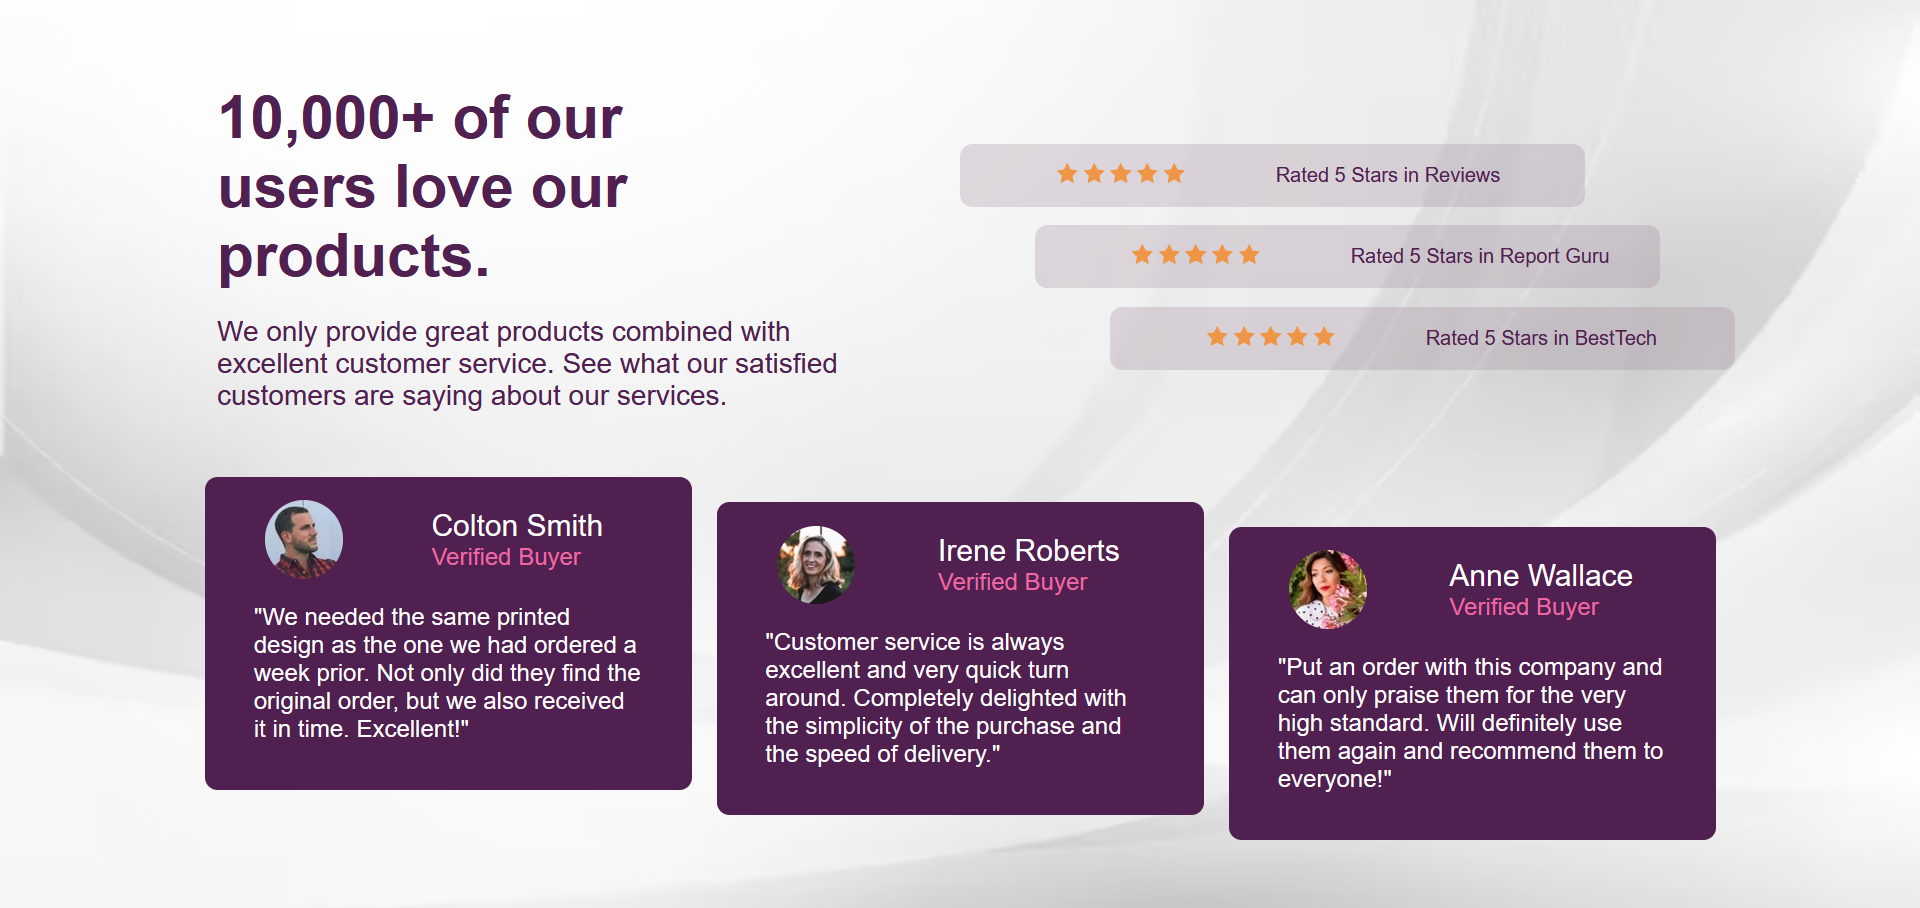 10,000+ of our
users love our
products.
We only provide great products combined with
excellent customer service. See what our satisfied
customers are saying about our services.
Rated 5 Stars in Reviews
Rated 5 Stars in Report Guru
Rated 5 Stars in BestTech
Colton Smith
Verified Buyer
"We needed the same printed
design as the one we had ordered a
week prior. Not only did they find the
original order, but we also received
it in time. Excellent!"
Irene Roberts
Verified Buyer
"Customer service is always
excellent and very quick turn
around. Completely delighted with
the simplicity of the purchase and
the speed of delivery."
Anne Wallace
Verified Buyer
"Put an order with this company and
can only praise them for the very
high standard. Will definitely use
them again and recommend them to
everyone!"